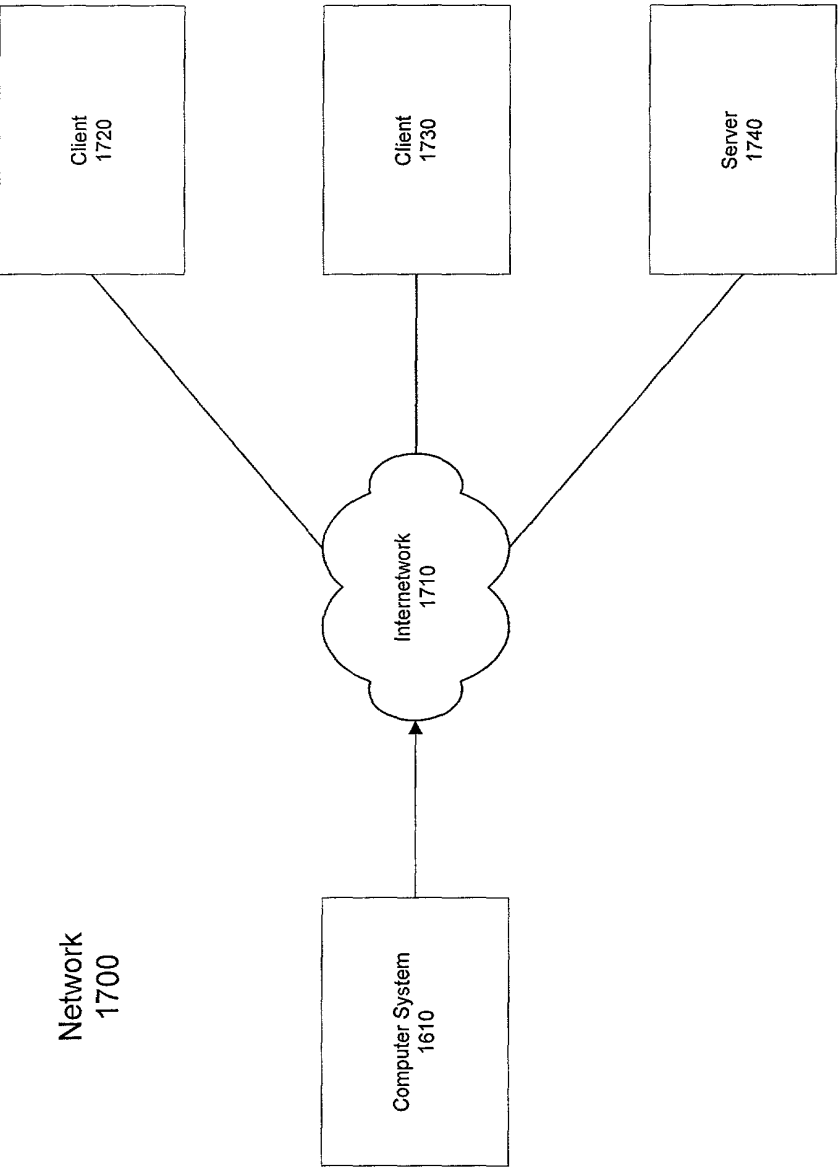 Network
1700
Client
1720
Client
1730
Server
1740
Internetwork
1710
Computer System
1610